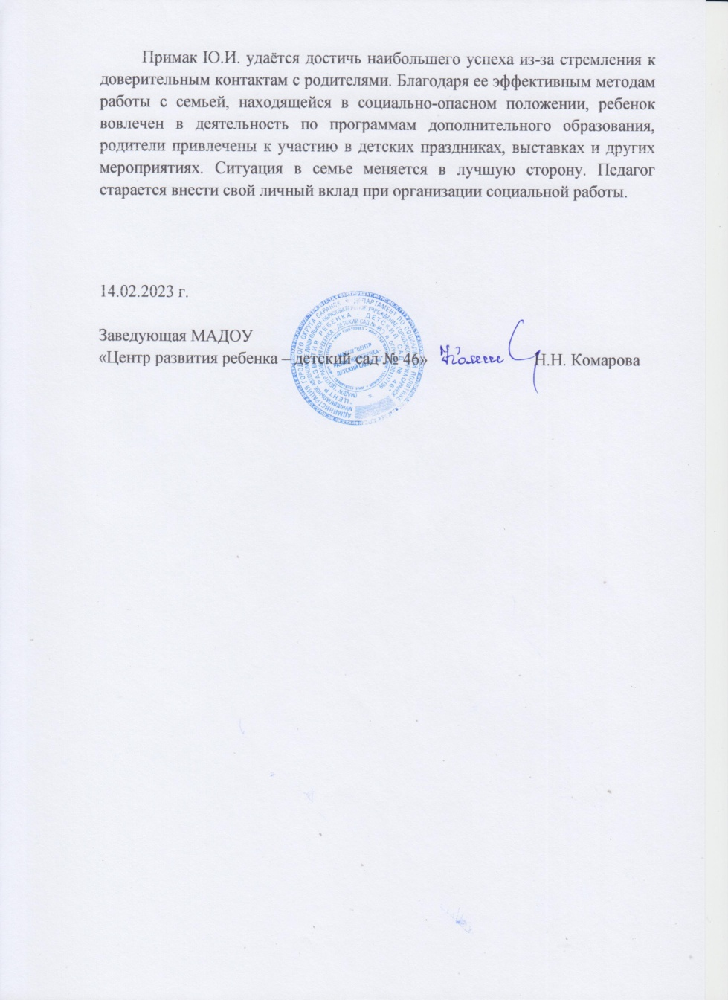 Примак Ю.И. удаётся достичь наибольшего успеха из-за стремления к
доверительным контактам с родителями. Благодаря ее эффективным методам
работы с семьей, находящейся в социально-опасном положении, ребенок
вовлечен в деятельность по программам дополнительного образования,
родители привлечены к участию в детских праздниках, выставках и других
мероприятиях. Ситуация в семье меняется в лучшую сторону. Педагог
старается внести свой личный вклад при организации социальной работы.
14.02.2023 г.
Заведующая МАДОУ
«Центр развития ребенка – детский сад № 46»
Н.Н. Комарова